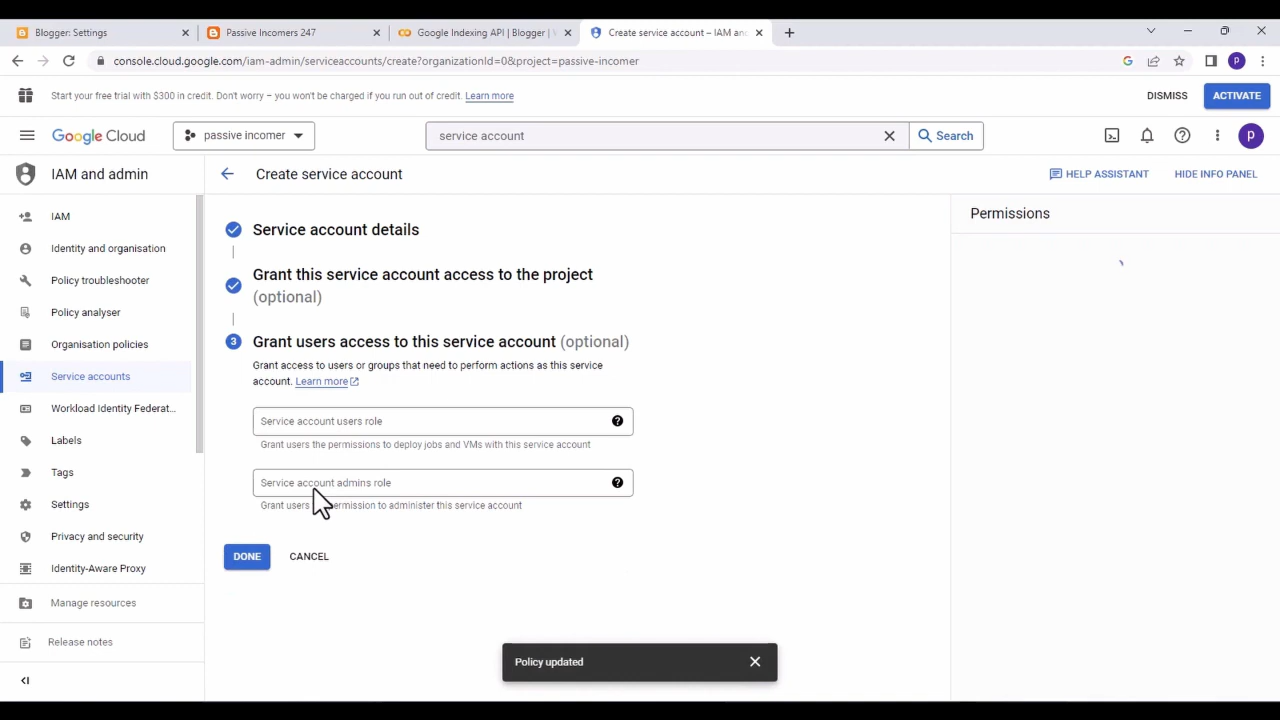 Blogger: Settings
Passive Incomers 247
Google Indexing API | Blogger |
Create service account – IAM an
console.cloud.google.com/iam-admin/serviceaccounts/create?organizationId=0&project=passive-incomer
G
p
Start your free trial with $300 in credit. Don't worry – you won't be charged if you run out of credit. Learn more
DISMISS
ACTIVATE
Google Cloud
passive incomer
service account
Search
p
IAM and admin
Create service account
HELP ASSISTANT
HIDE INFO PANEL
IAM
Identity and organisation
Policy troubleshooter
Policy analyser
Organisation policies
Service accounts
Workload Identity Federat...
Labels
Tags
Settings
Privacy and security
Identity-Aware Proxy
Manage resources
Release notes
Service account details
Grant this service account access to the project
(optional)
3 Grant users access to this service account (optional)
Grant access to users or groups that need to perform actions as this service
account. Learn more
Service account users role
Grant users the permissions to deploy jobs and VMs with this service account
Service account admins role
Grant users permission to administer this service account
DONE
CANCEL
Permissions
Policy updated